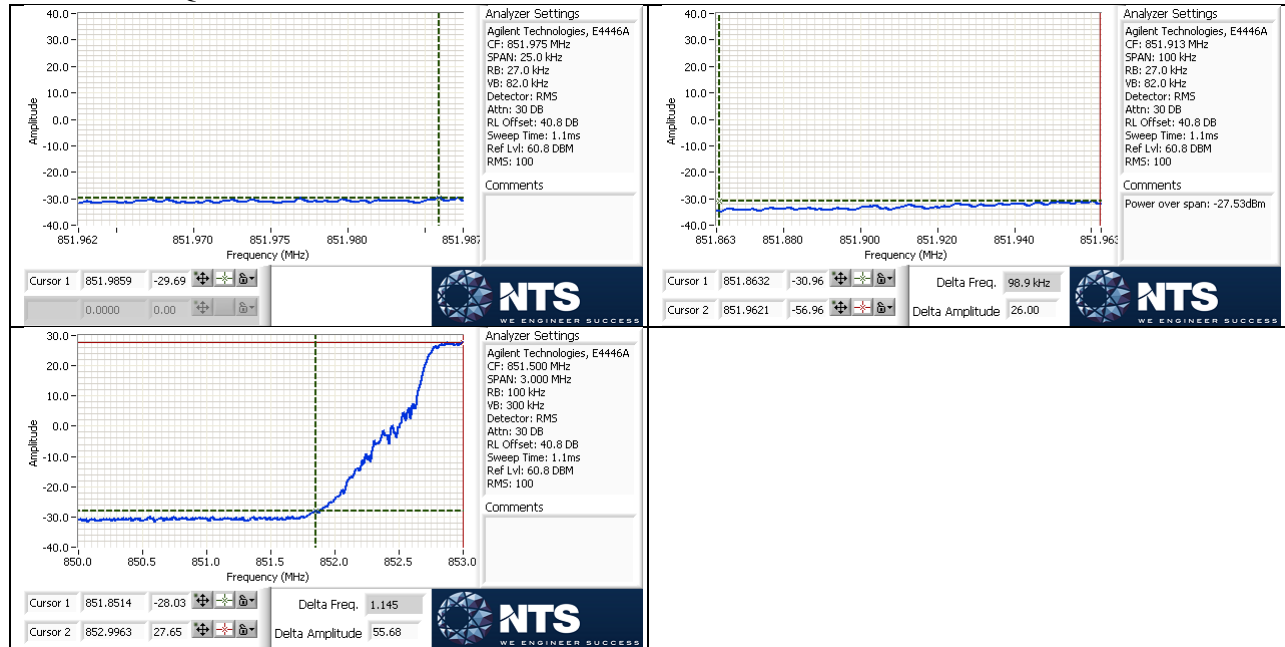 40.0
30.0
20.0
10.0
0.0
-10.0
-20.0
-30.0
-40.0
Amplitude
851.962 851.970 851.975 851.980 851.987
Frequency (MHz)
Analyzer Settings
Agilent Technologies, E4446A
CF: 851.975 MHz
SPAN: 25.0 kHz
RB: 27.0 kHz
VB: 82.0 kHz
Detector: RMS
Attn: 30 DB
RL Offset: 40.8 DB
Sweep Time: 1.1ms
Ref Lvl: 60.8 DBM
RMS: 100
Comments
Cursor 1 851.9859 -29.69
0.0000 0.00
NTS
WE ENGINEER SUCCESS
40.0
30.0
20.0
10.0
0.0
-10.0
-20.0
-30.0
-40.0
Amplitude
851.863 851.880 851.900 851.920 851.940 851.963
Frequency (MHz)
Analyzer Settings
Agilent Technologies, E4446A
CF: 851.913 MHz
SPAN: 100 kHz
RB: 27.0 kHz
VB: 82.0 kHz
Detector: RMS
Attn: 30 DB
RL Offset: 40.8 DB
Sweep Time: 1.1ms
Ref Lvl: 60.8 DBM
RMS: 100
Comments
Power over span: -27.53dBm
Cursor 1 851.8632 -30.96 Delta Freq. 98.9 kHz
Cursor 2 851.9621 -56.96 Delta Amplitude 26.00
NTS
WE ENGINEER SUCCESS
30.0
20.0
10.0
0.0
-10.0
-20.0
-30.0
-40.0
Amplitude
850.0 850.5 851.0 851.5 852.0 852.5 853.0
Frequency (MHz)
Analyzer Settings
Agilent Technologies, E4446A
CF: 851.500 MHz
SPAN: 3.000 MHz
RB: 100 kHz
VB: 300 kHz
Detector: RMS
Attn: 30 DB
RL Offset: 40.8 DB
Sweep Time: 1.1ms
Ref Lvl: 60.8 DBM
RMS: 100
Comments
Cursor 1 851.8514 -28.03 Delta Freq. 1.145
Cursor 2 852.9963 27.65 Delta Amplitude 55.68
NTS
WE ENGINEER SUCCESS